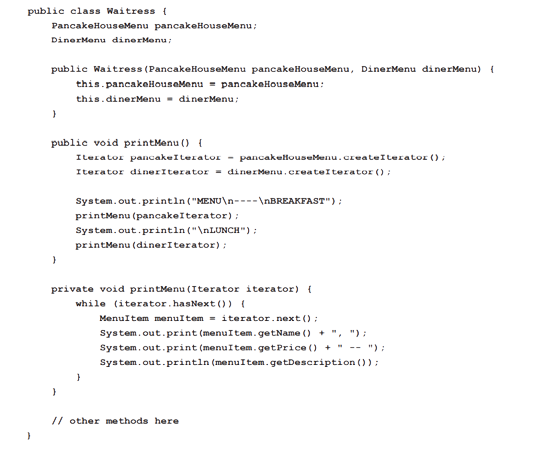 public class Waitress {
    PancakeHouseMenu pancakeHouseMenu;
    DinerMenu dinerMenu;

    public Waitress(PancakeHouseMenu pancakeHouseMenu, DinerMenu dinerMenu) {
        this.pancakeHouseMenu = pancakeHouseMenu;
        this.dinerMenu = dinerMenu;
    }

    public void printMenu() {
        Iterator pancakeIterator = pancakeHouseMenu.createIterator();
        Iterator dinerIterator = dinerMenu.createIterator();

        System.out.println("MENU\n----\nBREAKFAST");
        printMenu(pancakeIterator);
        System.out.println("\nLUNCH");
        printMenu(dinerIterator);
    }

    private void printMenu(Iterator iterator) {
        while (iterator.hasNext()) {
            MenuItem menuItem = iterator.next();
            System.out.print(menuItem.getName() + ", ");
            System.out.print(menuItem.getPrice() + " -- ");
            System.out.println(menuItem.getDescription());
        }
    }

    // other methods here
}